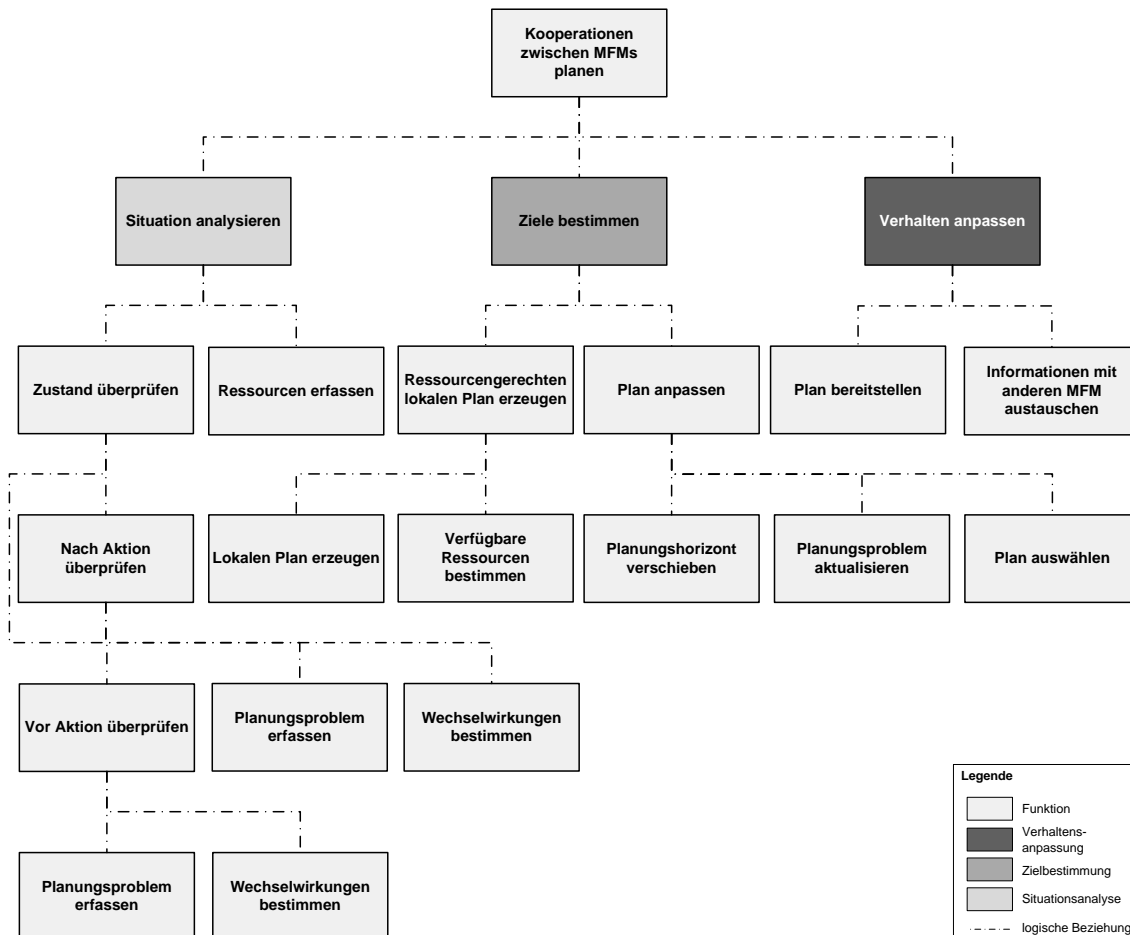 Kooperationen
zwischen MFMs
planen
Situation analysieren
Ziele bestimmen
Verhalten anpassen
Zustand überprüfen
Ressourcen erfassen
Ressourcengerechten
lokalen Plan erzeugen
Plan anpassen
Plan bereitstellen
Informationen mit
anderen MFM
austauschen
Nach Aktion
überprüfen
Lokalen Plan erzeugen
Verfügbare
Ressourcen
bestimmen
Planungshorizont
verschieben
Planungsproblem
aktualisieren
Plan auswählen
Vor Aktion überprüfen
Planungsproblem
erfassen
Wechselwirkungen
bestimmen
Planungsproblem
erfassen
Wechselwirkungen
bestimmen
Legende
Funktion
Verhaltens-
anpassung
Zielbestimmung
Situationsanalyse
logische Beziehung